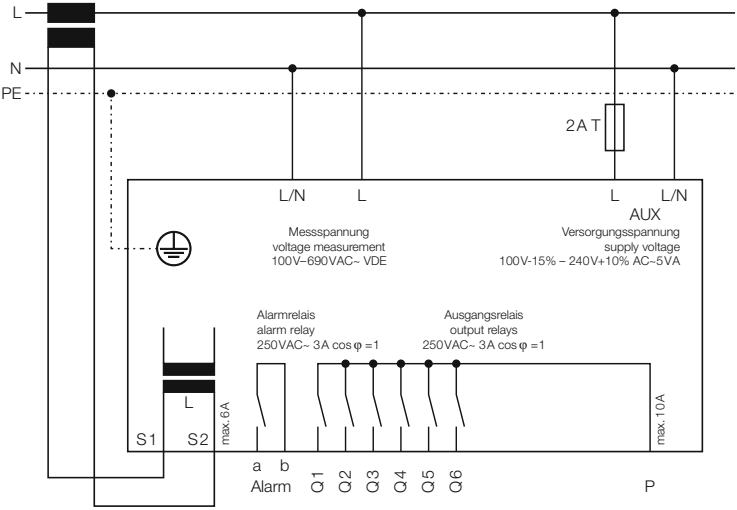 L
N
PE
2A T
L/N L L L/N
AUX
Messspannung
voltage measurement
100V–690VAC~ VDE
Versorgungsspannung
supply voltage
100V-15% – 240V+10% AC~5VA
Alarmrelais
alarm relay
250VAC~ 3A cos φ =1
Ausgangsrelais
output relays
250VAC~ 3A cos φ =1
L
S1 S2
max. 6A
max. 10A
a b
Alarm
Q1 Q2 Q3 Q4 Q5 Q6
P